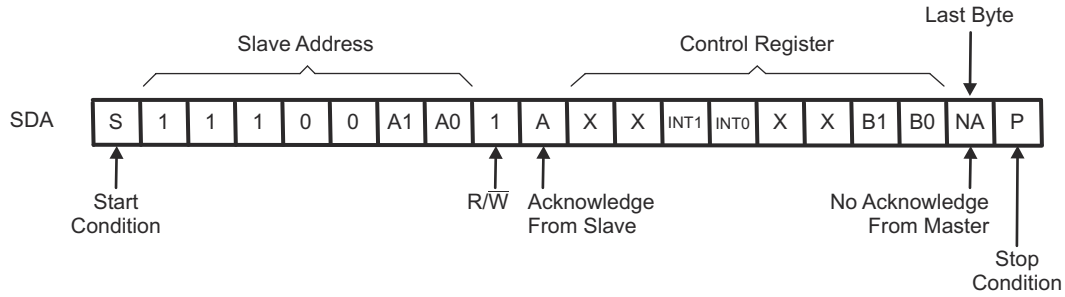 Last Byte
Slave Address
Control Register
SDA
S 1 1 1 0 0 A1 A0 1 A X X INT1 INT0 X X B1 B0 NA P
Start
Condition
R/W̅
Acknowledge
From Slave
No Acknowledge
From Master
Stop
Condition